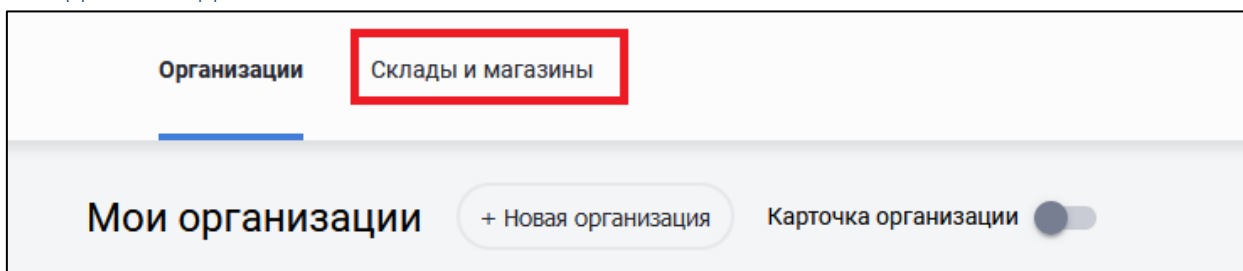 Организации Склады и магазины
Мои организации + Новая организация Карточка организации